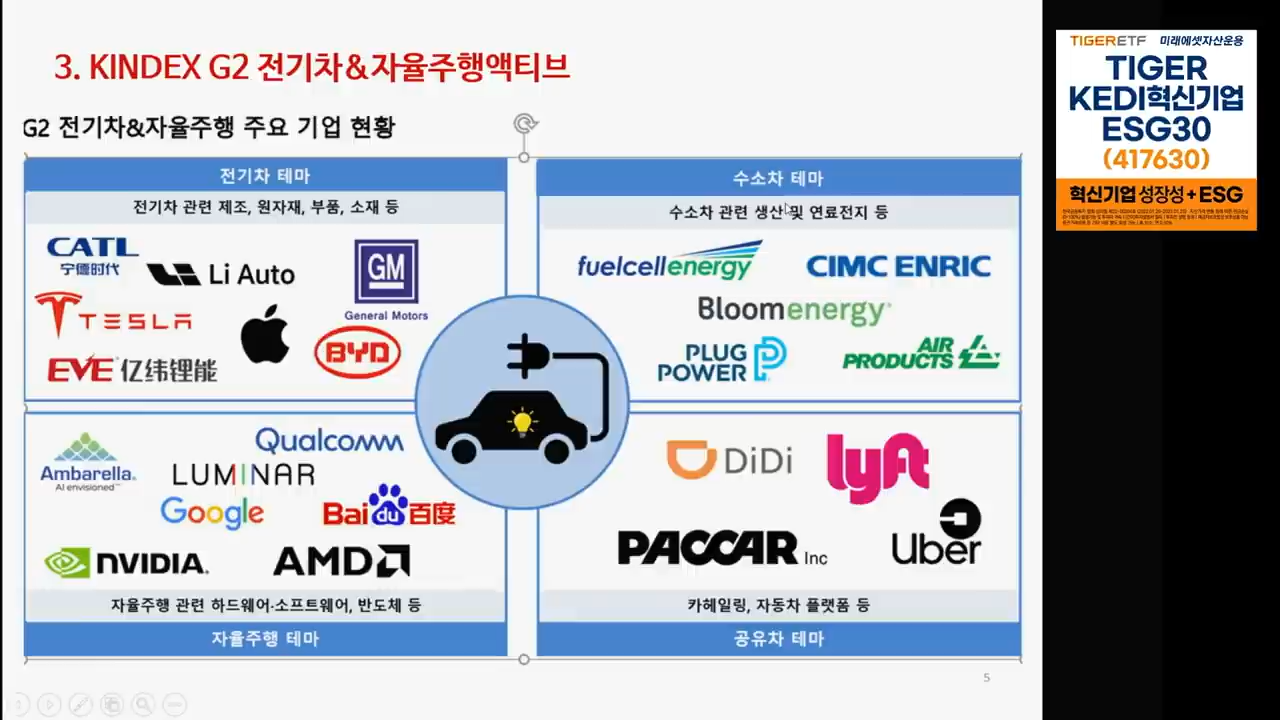 3. KINDEX G2 전기차&자율주행액티브
G2 전기차&자율주행 주요 기업 현황
전기차 테마
전기차 관련 제조, 원자재, 부품, 소재 등
CATL
宁德时代
Li Auto
GM
General Motors
TESLA
BYD
EVE 亿纬锂能
수소차 테마
수소차 관련 생산 및 연료전지 등
fuelcellenergy
CIMC ENRIC
Bloomenergy
PLUG
POWER
AIR
PRODUCTS
Qualcomm
Ambarella.
AI envisioned™
LUMINAR
Google
Bai du 百度
NVIDIA.
AMD
자율주행 관련 하드웨어·소프트웨어, 반도체 등
자율주행 테마
DiDi
lyft
PACCAR Inc
Uber
카헤일링, 자동차 플랫폼 등
공유차 테마
5
TIGER ETF 미래에셋자산운용
TIGER
KEDI혁신기업
ESG30
(417630)
혁신기업 성장성 + ESG